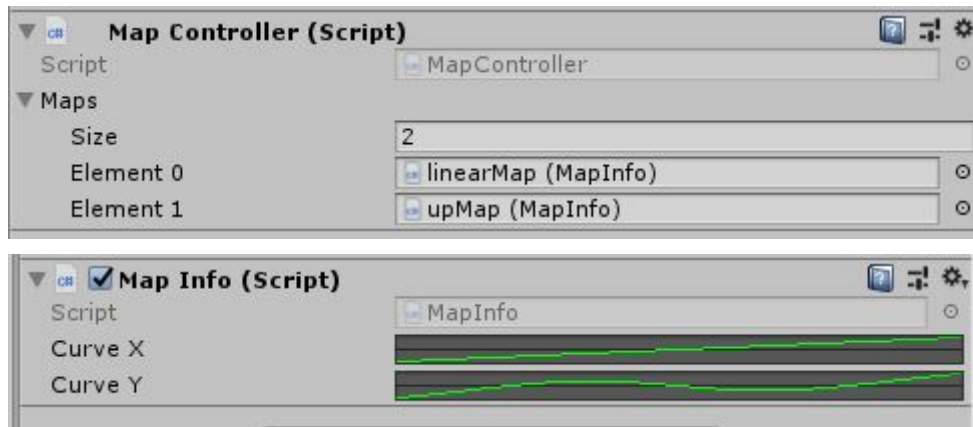 Map Controller (Script)
Script MapController
Maps
Size 2
Element 0 linearMap (MapInfo)
Element 1 upMap (MapInfo)
Map Info (Script)
Script MapInfo
Curve X
Curve Y